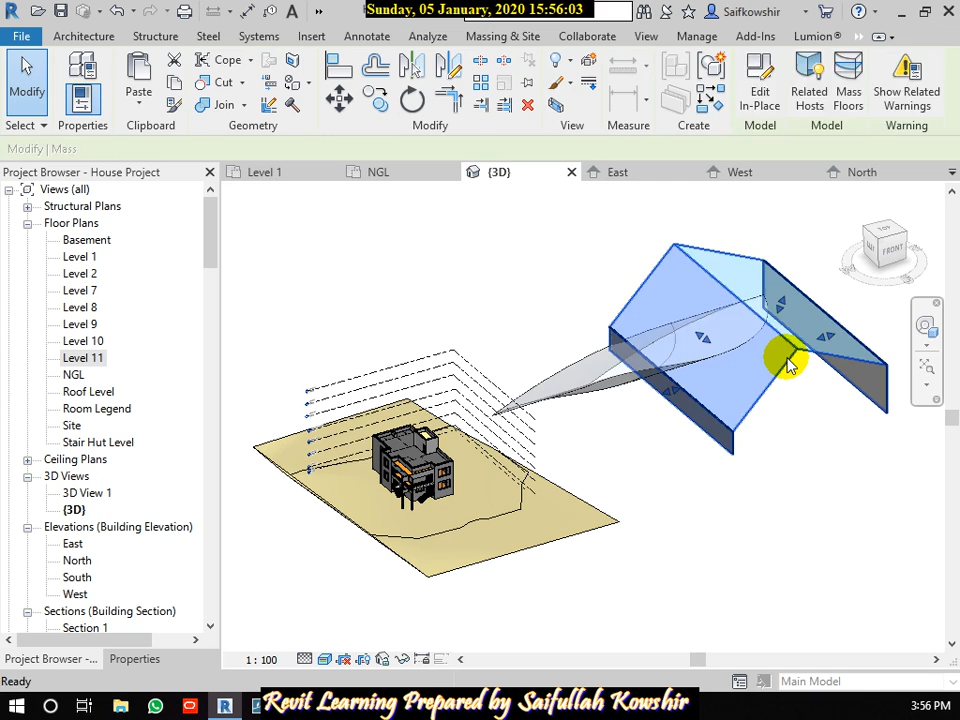 Sunday, 05 January, 2020 15:56:03
Saifkowshir
File Architecture Structure Steel Systems Insert Annotate Analyze Massing & Site Collaborate View Manage Add-Ins Lumion®
Modify Paste Cope Cut Join Edit In-Place Related Hosts Mass Floors Show Related Warnings
Select Properties Clipboard Geometry Modify View Measure Create Model Model Warning
Modify | Mass
Project Browser - House Project
Level 1 NGL {3D} East West North
Views (all)
Structural Plans
Floor Plans
Basement
Level 1
Level 2
Level 7
Level 8
Level 9
Level 10
Level 11
NGL
Roof Level
Room Legend
Site
Stair Hut Level
Ceiling Plans
3D Views
3D View 1
{3D}
Elevations (Building Elevation)
East
North
South
West
Sections (Building Section)
Section 1
TOP
FRONT
Project Browser -... Properties
1 : 100
Ready
Main Model
Revit Learning Prepared by Saifullah Kowshir
3:56 PM